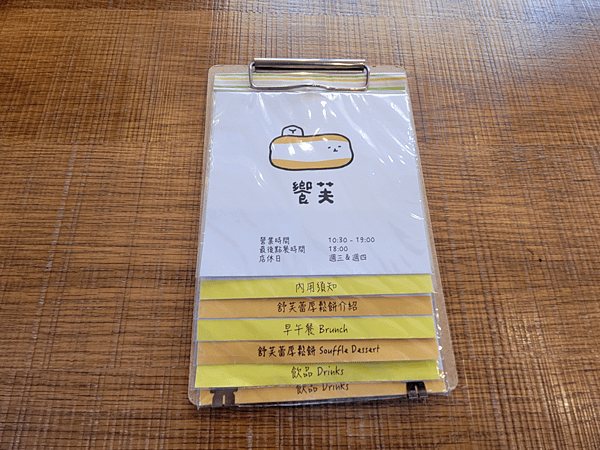 饗芙
營業時間 10:30 - 19:00
最後點餐時間 18:00
店休日 週三 & 週四
內用須知
舒芙蕾厚鬆餅介紹
早午餐 Brunch
舒芙蕾厚鬆餅 Souffle Dessert
飲品 Drinks
飲品 Drinks